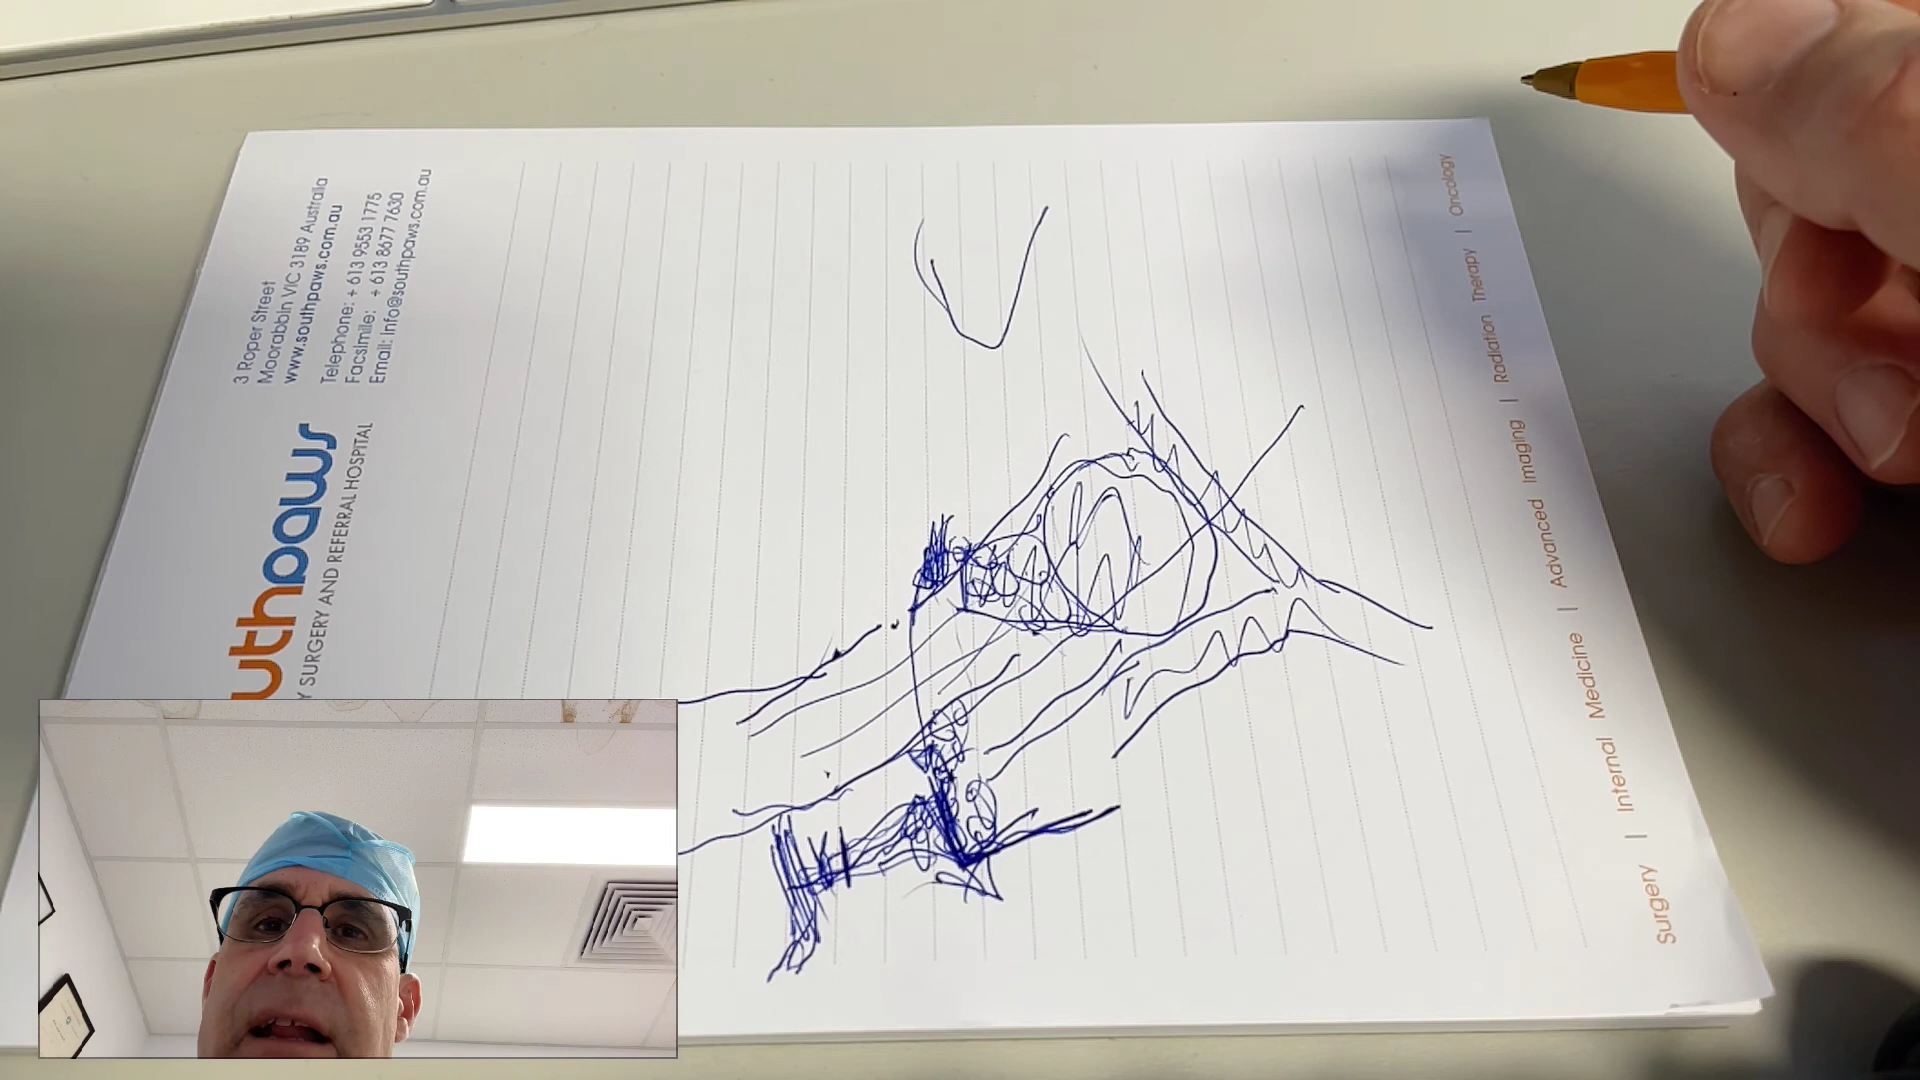 uthpaws
Y SURGERY AND REFERRAL HOSPITAL
3 Roper Street
Moorabbin VIC 3189 Australia
www.southpaws.com.au
Telephone: + 613 9553 1775
Facsimile: + 613 8677 7630
Email: info@southpaws.com.au
Surgery | Internal Medicine | Advanced Imaging | Radiation Therapy | Oncology